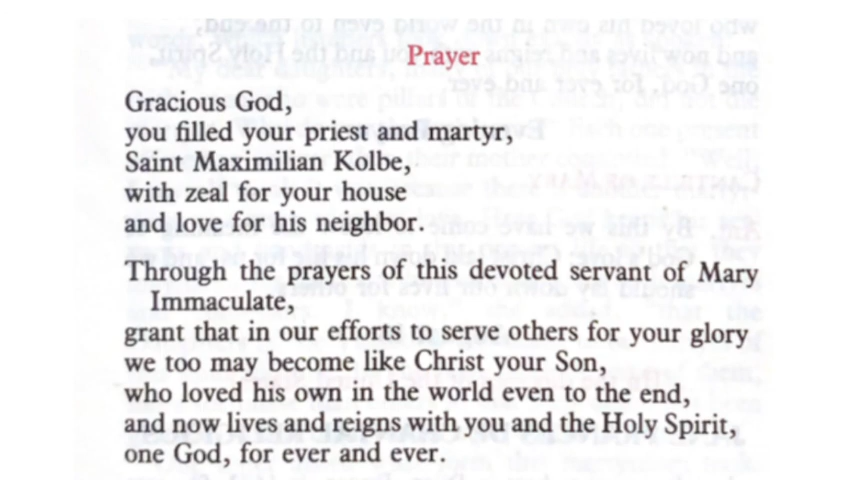 Prayer
Gracious God,
you filled your priest and martyr,
Saint Maximilian Kolbe,
with zeal for your house
and love for his neighbor.
Through the prayers of this devoted servant of Mary
Immaculate,
grant that in our efforts to serve others for your glory
we too may become like Christ your Son,
who loved his own in the world even to the end,
and now lives and reigns with you and the Holy Spirit,
one God, for ever and ever.